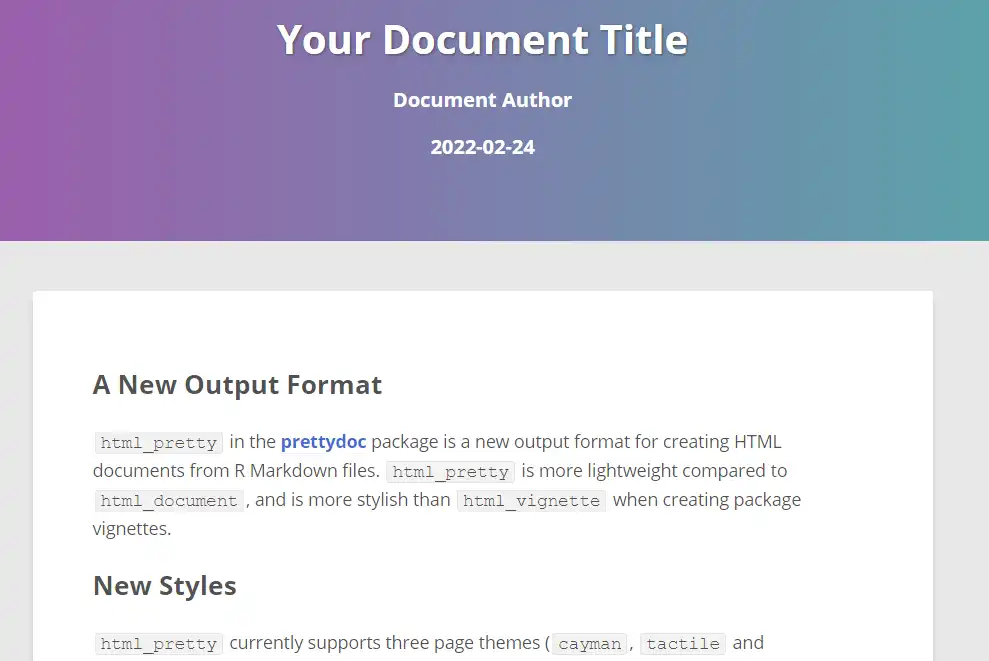 Your Document Title
Document Author
2022-02-24
A New Output Format
html_pretty in the prettydoc package is a new output format for creating HTML
documents from R Markdown files. html_pretty is more lightweight compared to
html_document, and is more stylish than html_vignette when creating package
vignettes.
New Styles
html_pretty currently supports three page themes (cayman, tactile and